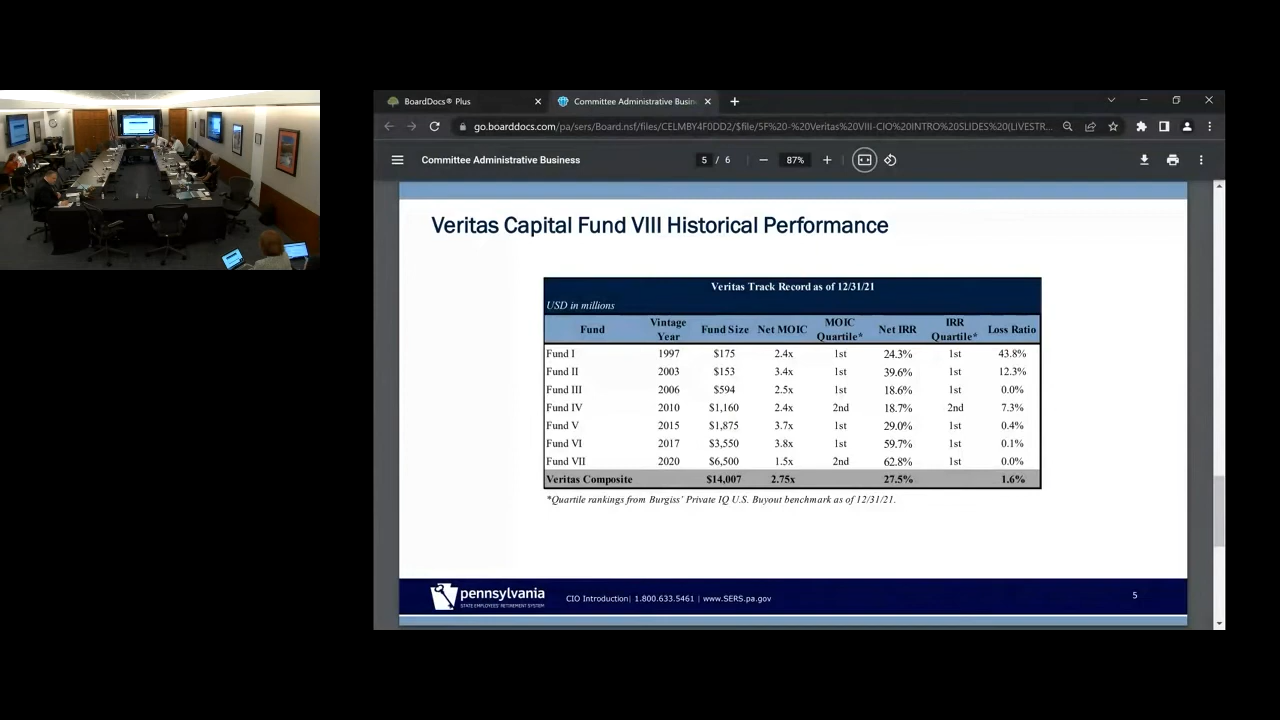 BoardDocs® Plus
Committee Administrative Busin
go.boarddocs.com/pa/sers/Board.nsf/files/CELMBY4F0DD2/$file/5F%20-%20Veritas%20VIII-CIO%20INTRO%20SLIDES%20(LIVESTR...
Committee Administrative Business
5 / 6
87%
Veritas Capital Fund VIII Historical Performance
Veritas Track Record as of 12/31/21
USD in millions
Fund Vintage Year Fund Size Net MOIC MOIC Quartile* Net IRR IRR Quartile* Loss Ratio
Fund I 1997 $175 2.4x 1st 24.3% 1st 43.8%
Fund II 2003 $153 3.4x 1st 39.6% 1st 12.3%
Fund III 2006 $594 2.5x 1st 18.6% 1st 0.0%
Fund IV 2010 $1,160 2.4x 2nd 18.7% 2nd 7.3%
Fund V 2015 $1,875 3.7x 1st 29.0% 1st 0.4%
Fund VI 2017 $3,550 3.8x 1st 59.7% 1st 0.1%
Fund VII 2020 $6,500 1.5x 2nd 62.8% 1st 0.0%
Veritas Composite $14,007 2.75x 27.5% 1.6%
*Quartile rankings from Burgiss' Private IQ U.S. Buyout benchmark as of 12/31/21.
pennsylvania
STATE EMPLOYEES' RETIREMENT SYSTEM
CIO Introduction| 1.800.633.5461 | www.SERS.pa.gov
5